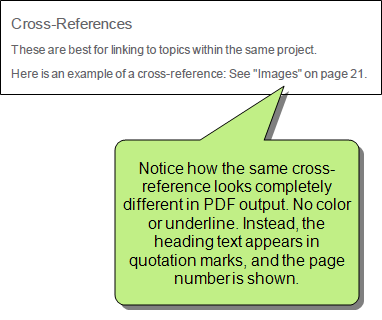 Cross-References
These are best for linking to topics within the same project.
Here is an example of a cross-reference: See "Images" on page 21.
Notice how the same cross-
reference looks completely
different in PDF output. No color
or underline. Instead, the
heading text appears in
quotation marks, and the page
number is shown.